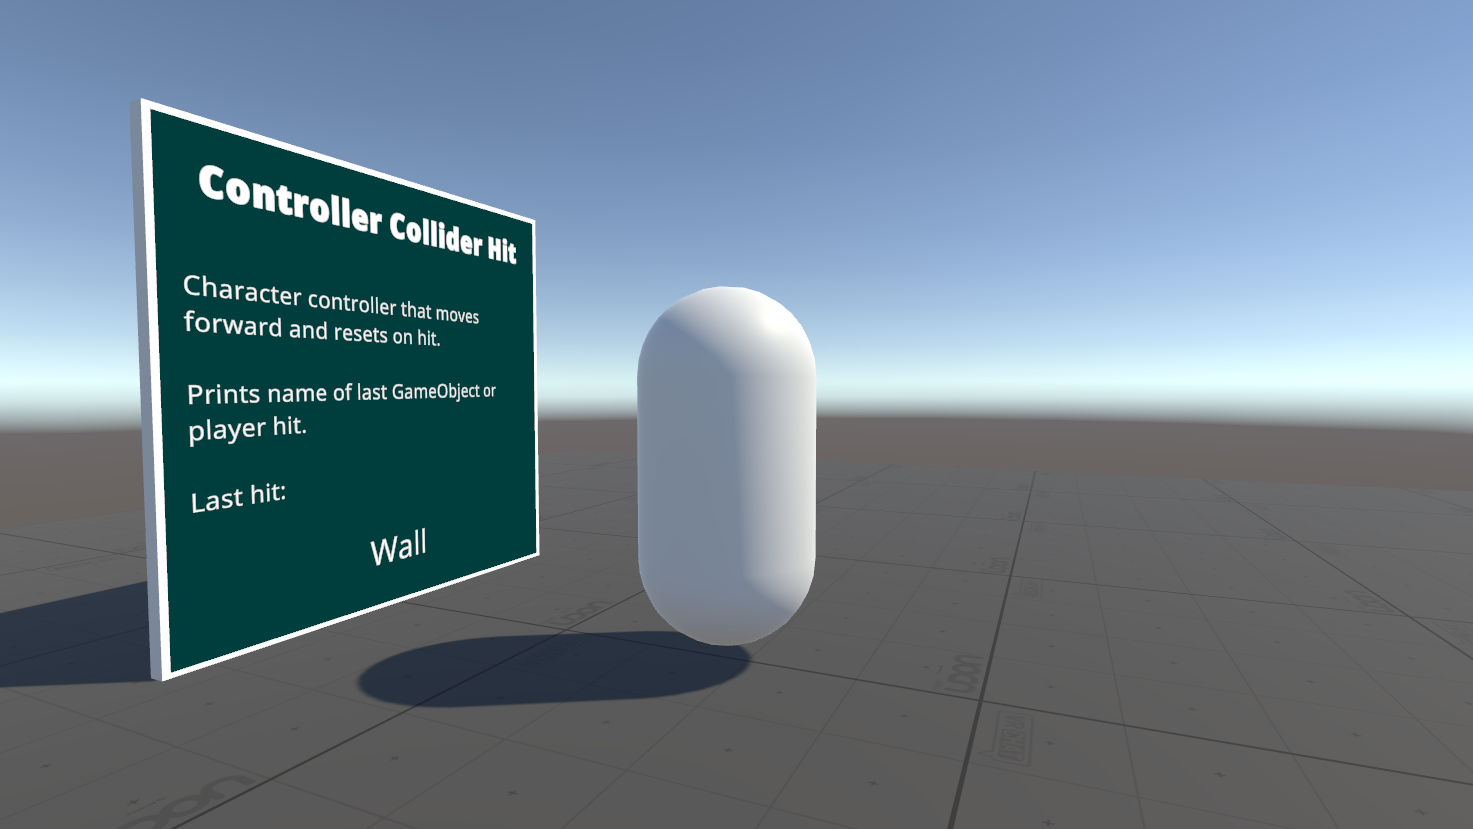 Controller Collider Hit
Character controller that moves
forward and resets on hit.
Prints name of last GameObject or
player hit.
Last hit:
Wall